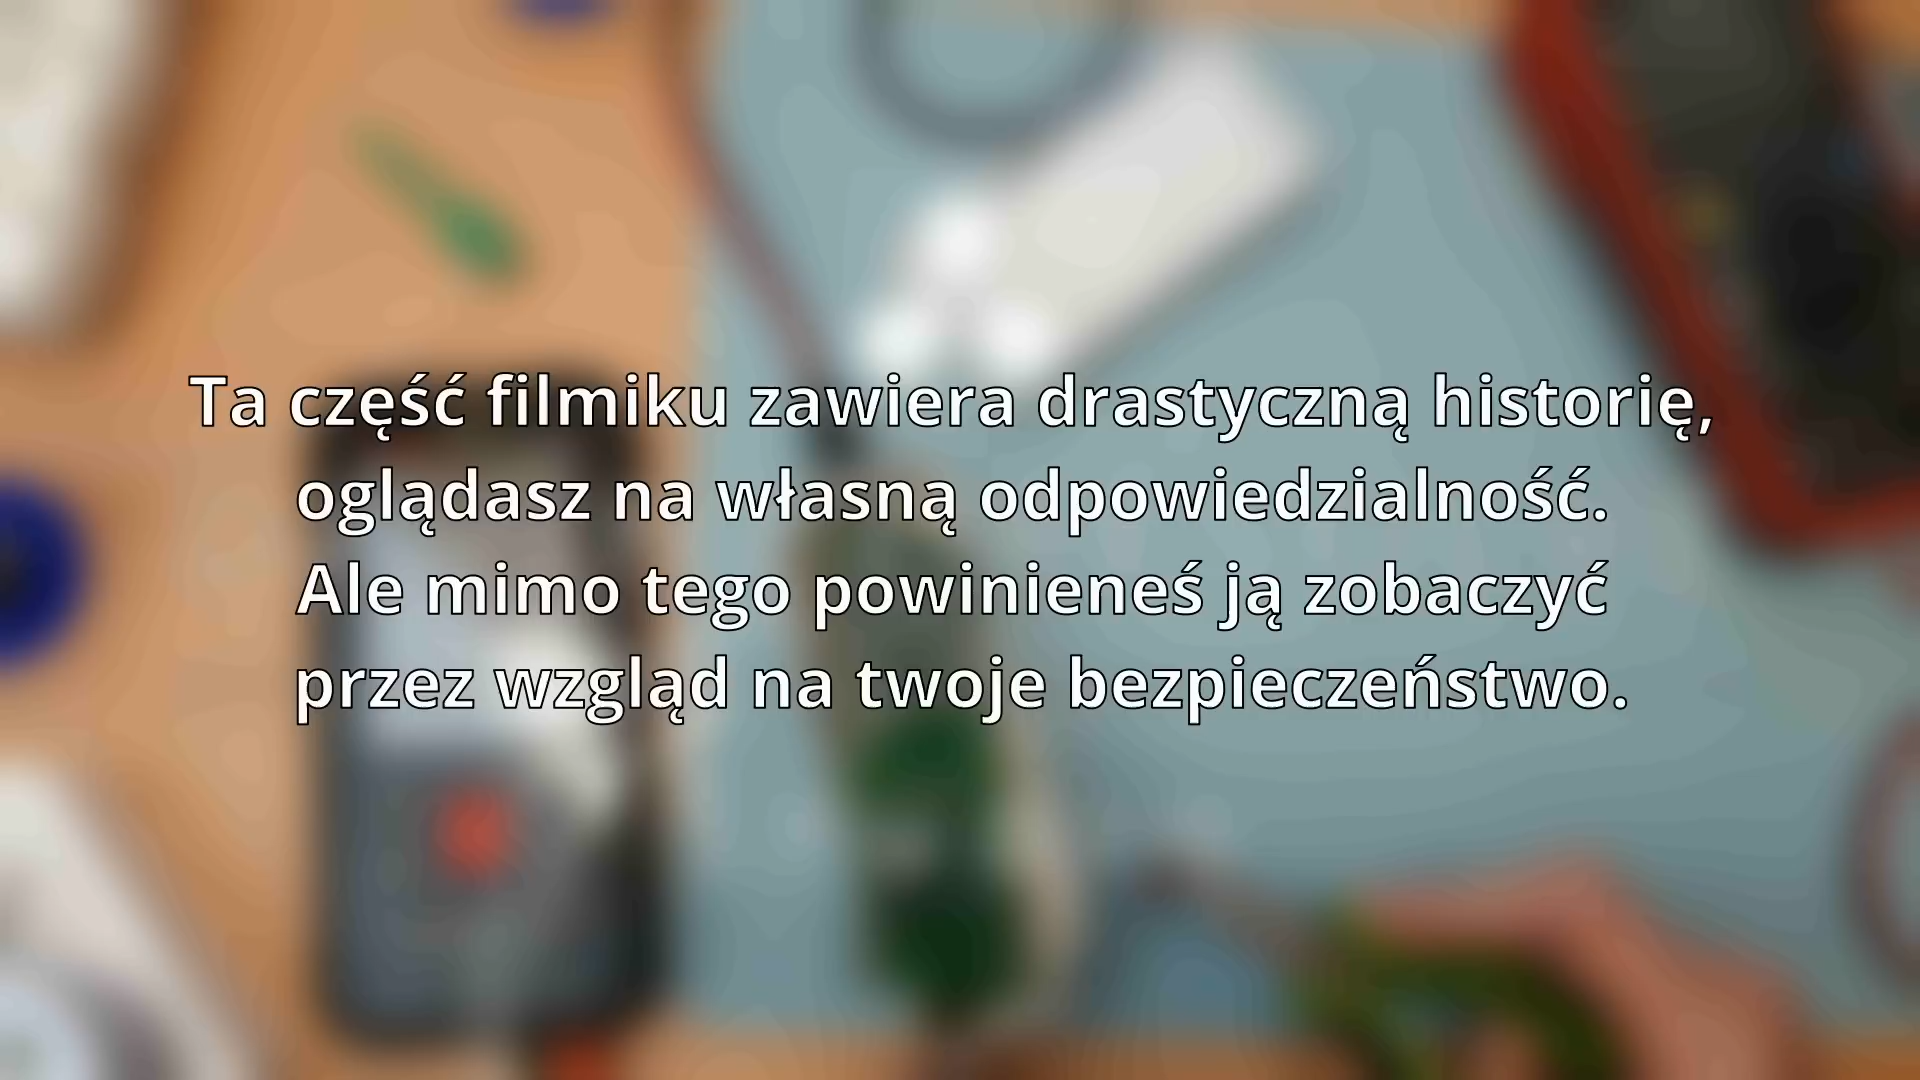 Ta część filmiku zawiera drastyczną historię,
oglądasz na własną odpowiedzialność.
Ale mimo tego powinieneś ją zobaczyć
przez wzgląd na twoje bezpieczeństwo.